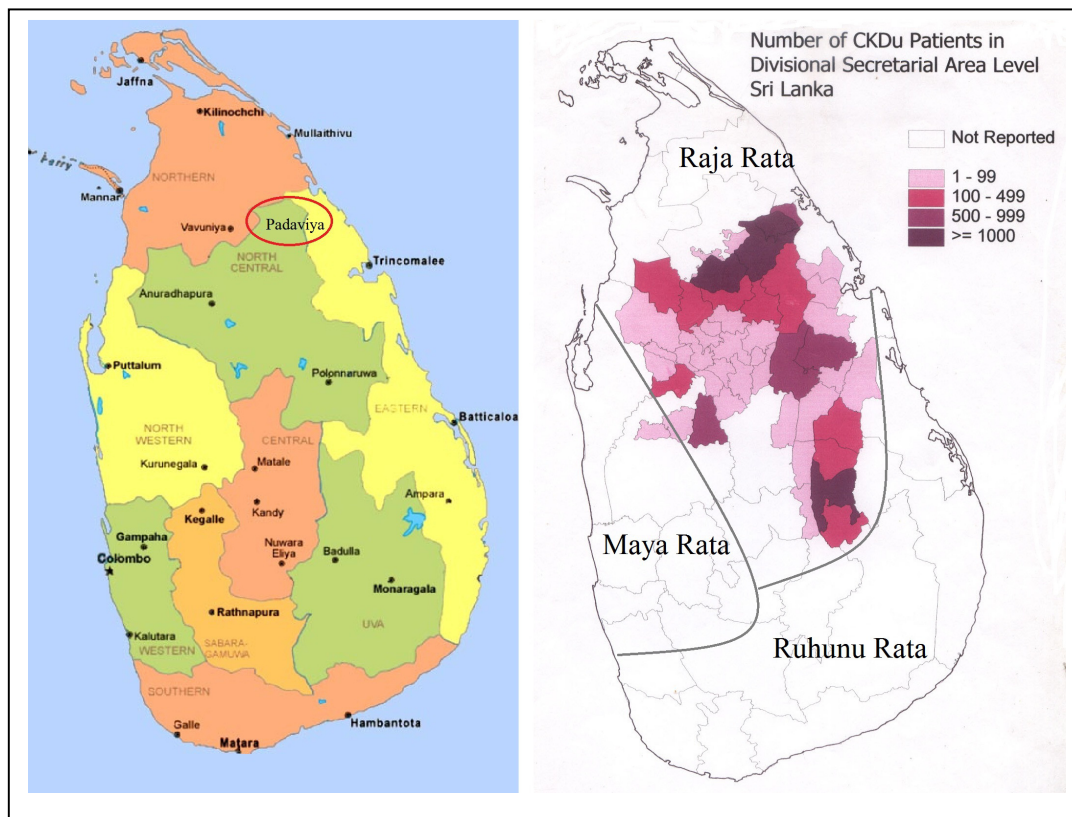 Jaffna
Kilinochchi
Mullaithivu
Ferry
NORTHERN
Mannar
Padaviya
Vavuniya
NORTH
CENTRAL
Trincomalee
Anuradhapura
Puttalum
Polonnaruwa
EASTERN
Batticaloa
NORTH
WESTERN
CENTRAL
Kurunegala
Matale
Ampara
Kandy
Kegalle
Gampaha
Nuwara
Eliya
Badulla
Colombo
Monaragala
Rathnapura
UVA
Kalutara
WESTERN
SABARA-
GAMUWA
SOUTHERN
Galle
Hambantota
Matara
Number of CKDu Patients in
Divisional Secretarial Area Level
Sri Lanka
Not Reported
1 - 99
100 - 499
500 - 999
>= 1000
Raja Rata
Maya Rata
Ruhunu Rata